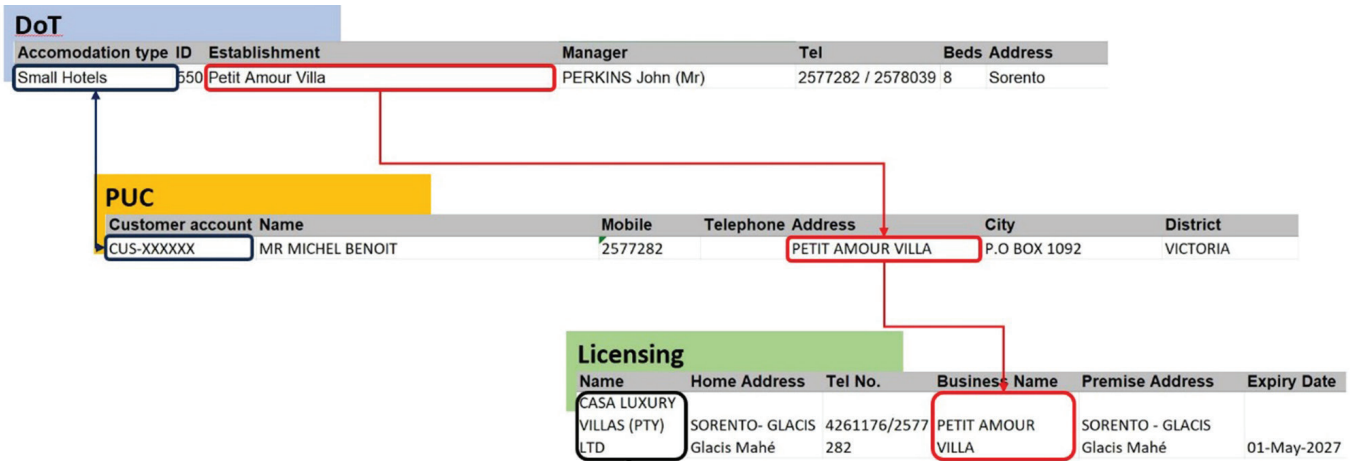 DoT
Accomodation type ID Establishment Manager Tel Beds Address
Small Hotels 550 Petit Amour Villa PERKINS John (Mr) 2577282 / 2578039 8 Sorento
PUC
Customer account Name Mobile Telephone Address City District
CUS-XXXXXX MR MICHEL BENOIT 2577282 PETIT AMOUR VILLA P.O BOX 1092 VICTORIA
Licensing
Name Home Address Tel No. Business Name Premise Address Expiry Date
CASA LUXURY
VILLAS (PTY) SORENTO- GLACIS 4261176/2577 PETIT AMOUR SORENTO - GLACIS
LTD Glacis Mahé 282 VILLA Glacis Mahé 01-May-2027